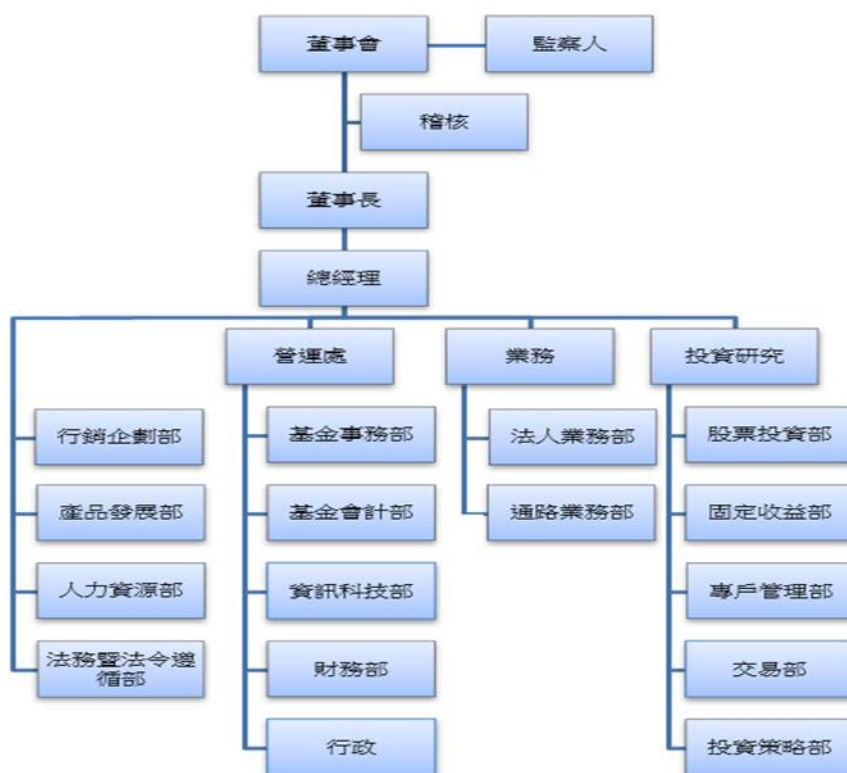 董事會
監察人
稽核
董事長
總經理
營運處
業務
投資研究
行銷企劃部
產品發展部
人力資源部
法務暨法令遵
循部
基金事務部
基金會計部
資訊科技部
財務部
行政
法人業務部
通路業務部
股票投資部
固定收益部
專戶管理部
交易部
投資策略部